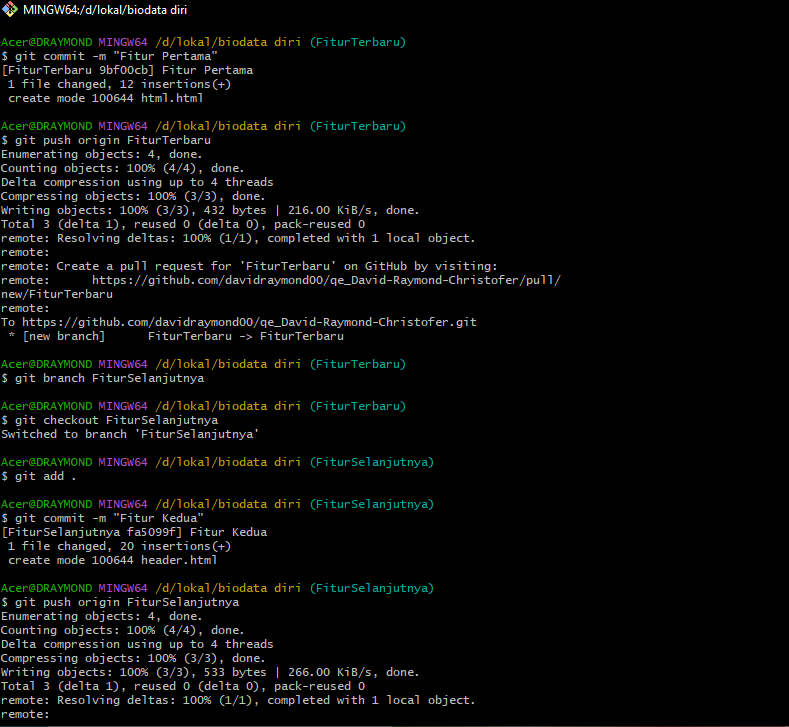 MINGW64:/d/lokal/biodata diri
Acer@DRAYMOND MINGW64 /d/lokal/biodata diri (FiturTerbaru)
$ git commit -m "Fitur Pertama"
[FiturTerbaru 9bf00cb] Fitur Pertama
 1 file changed, 12 insertions(+)
 create mode 100644 html.html
Acer@DRAYMOND MINGW64 /d/lokal/biodata diri (FiturTerbaru)
$ git push origin FiturTerbaru
Enumerating objects: 4, done.
Counting objects: 100% (4/4), done.
Delta compression using up to 4 threads
Compressing objects: 100% (3/3), done.
Writing objects: 100% (3/3), 432 bytes | 216.00 KiB/s, done.
Total 3 (delta 1), reused 0 (delta 0), pack-reused 0
remote: Resolving deltas: 100% (1/1), completed with 1 local object.
remote:
remote: Create a pull request for 'FiturTerbaru' on GitHub by visiting:
remote:      https://github.com/davidraymond00/qe_David-Raymond-Christofer/pull/
new/FiturTerbaru
remote:
To https://github.com/davidraymond00/qe_David-Raymond-Christofer.git
 * [new branch]      FiturTerbaru -> FiturTerbaru
Acer@DRAYMOND MINGW64 /d/lokal/biodata diri (FiturTerbaru)
$ git branch FiturSelanjutnya
Acer@DRAYMOND MINGW64 /d/lokal/biodata diri (FiturTerbaru)
$ git checkout FiturSelanjutnya
Switched to branch 'FiturSelanjutnya'
Acer@DRAYMOND MINGW64 /d/lokal/biodata diri (FiturSelanjutnya)
$ git add .
Acer@DRAYMOND MINGW64 /d/lokal/biodata diri (FiturSelanjutnya)
$ git commit -m "Fitur Kedua"
[FiturSelanjutnya fa5099f] Fitur Kedua
 1 file changed, 20 insertions(+)
 create mode 100644 header.html
Acer@DRAYMOND MINGW64 /d/lokal/biodata diri (FiturSelanjutnya)
$ git push origin FiturSelanjutnya
Enumerating objects: 4, done.
Counting objects: 100% (4/4), done.
Delta compression using up to 4 threads
Compressing objects: 100% (3/3), done.
Writing objects: 100% (3/3), 533 bytes | 266.00 KiB/s, done.
Total 3 (delta 1), reused 0 (delta 0), pack-reused 0
remote: Resolving deltas: 100% (1/1), completed with 1 local object.
remote: